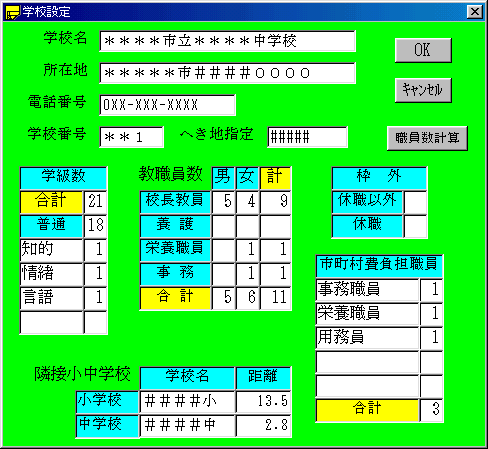 学校設定
学校名 ＊＊＊＊市立＊＊＊＊中学校
OK
所在地 ＊＊＊＊＊市＃＃＃＃００００
電話番号 0XX-XXX-XXXX
ｷｬﾝｾﾙ
学校番号 ＊＊１ へき地指定 #####
職員数計算
学級数
合計 21
普通 18
知的 1
情緒 1
言語 1
教職員数 男 女 計
校長教員 5 4 9
養 護
栄養職員 1 1
事 務 1 1
合 計 5 6 11
枠 外
休職以外
休職
市町村費負担職員
事務職員 1
栄養職員 1
用務員 1
合計 3
隣接小中学校 学校名 距離
小学校 ＃＃＃＃小 13.5
中学校 ＃＃＃＃中 2.8